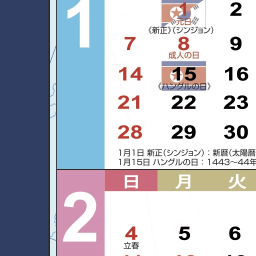 1
1 2
元日
《新正》(シンジョン)
7 8 9
成人の日
14 15 16
《ハングルの日》
21 22 23
28 29 30
1月1日 新正(シンジョン)：新暦(太陽暦
1月15日 ハングルの日：1443～44年
2
日 月 火
4 5 6
立春